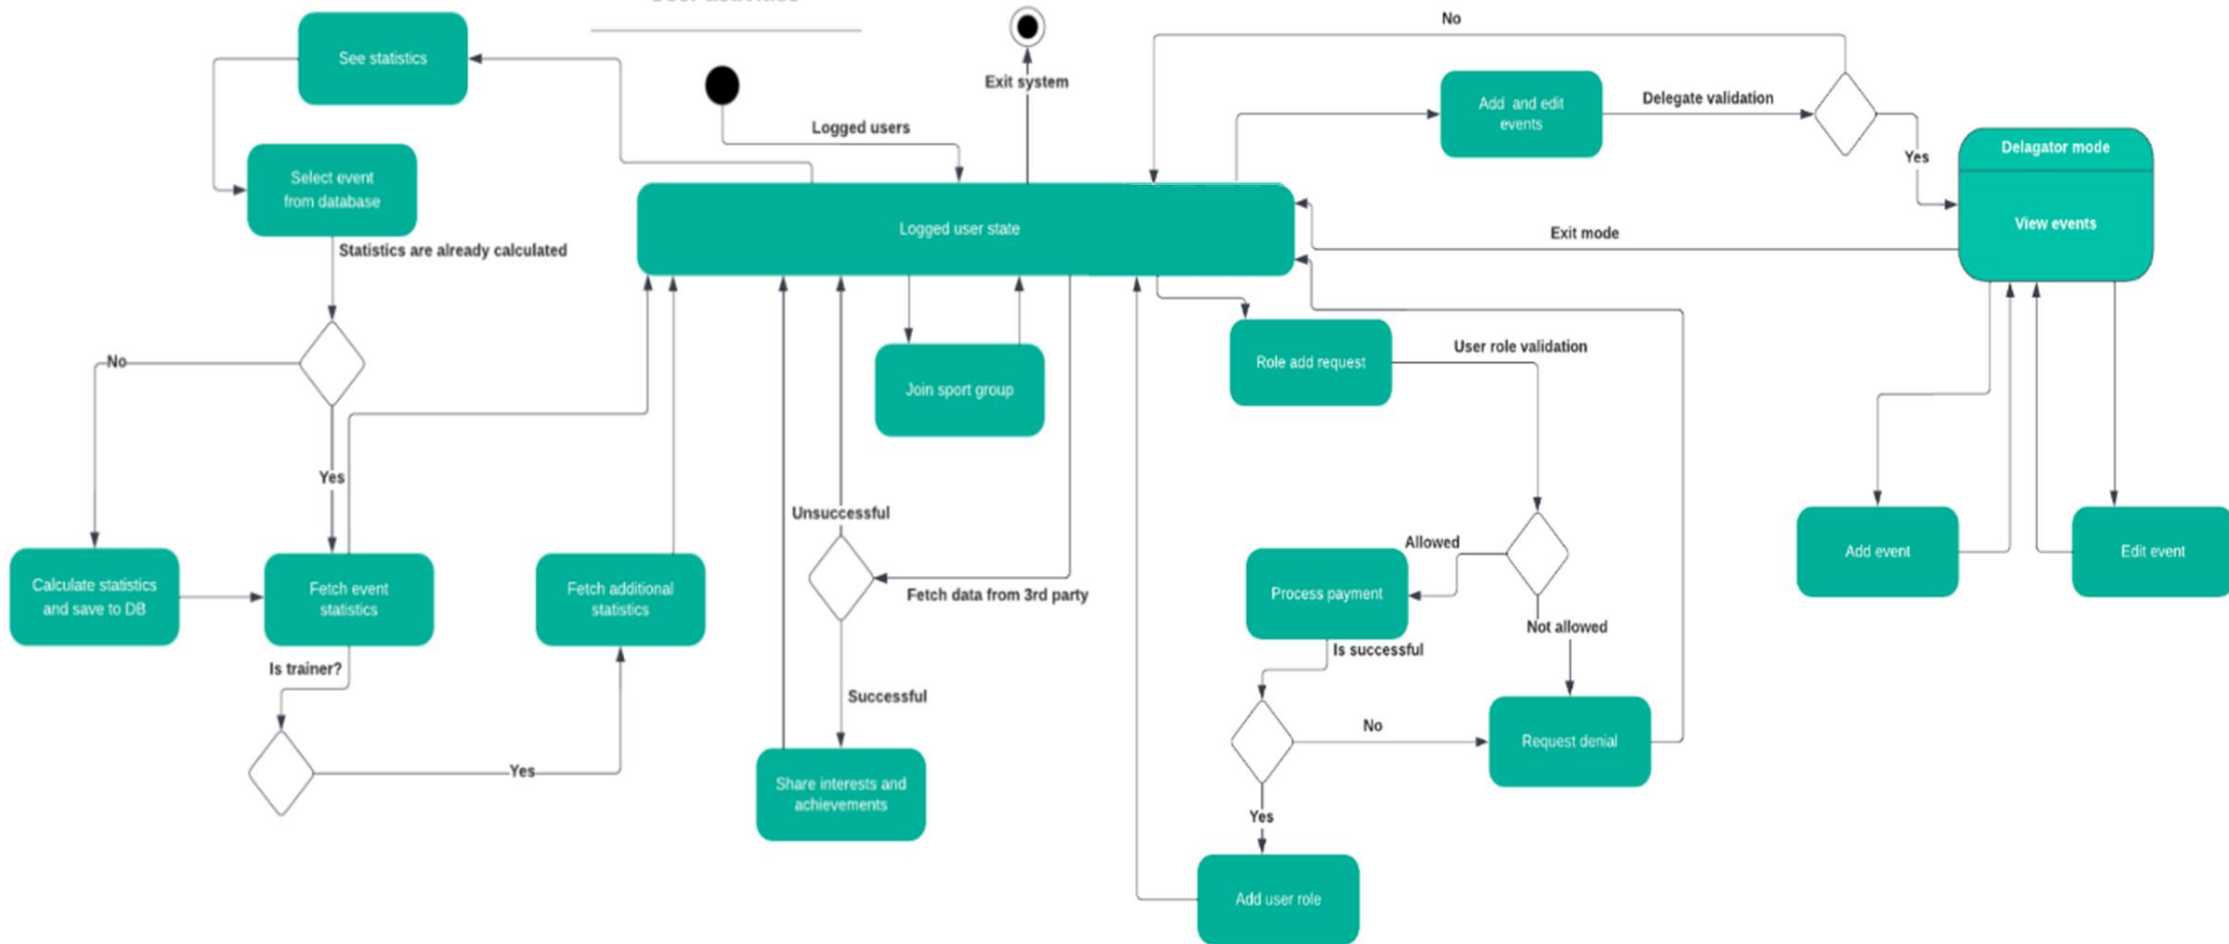 No
See statistics
Exit system
Add and edit
events
Delegate validation
Logged users
Yes
Delagator mode
Select event
from database
View events
Logged user state
Exit mode
Statistics are already calculated
No
Role add request
User role validation
Join sport group
Yes
Unsuccessful
Allowed
Add event
Edit event
Calculate statistics
and save to DB
Fetch event
statistics
Fetch additional
statistics
Fetch data from 3rd party
Process payment
Not allowed
Is trainer?
Is successful
Successful
No
Request denial
Yes
Share interests and
achievements
Yes
Add user role